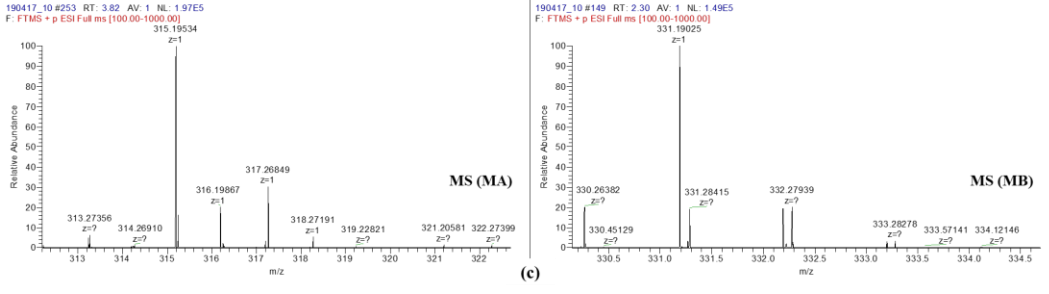 190417_10 #253 RT: 3.82 AV: 1 NL: 1.97E5
F: FTMS + p ESI Full ms [100.00-1000.00]
315.19534
z=1
100
90
80
70
60
50
40
30
20
10
0
Relative Abundance
317.26849
z=1
316.19867
z=1
313.27356
z=?
314.26910
z=?
318.27191
z=1
319.22821
z=?
321.20581
z=?
322.27399
z=?
MS (MA)
313 314 315 316 317 318 319 320 321 322
m/z
190417_10 #149 RT: 2.30 AV: 1 NL: 1.49E5
F: FTMS + p ESI Full ms [100.00-1000.00]
331.19025
z=1
100
90
80
70
60
50
40
30
20
10
0
Relative Abundance
330.26382
z=?
331.28415
z=?
332.27939
z=?
330.45129
z=?
333.28278
z=?
333.57141
z=?
334.12146
z=?
MS (MB)
330.5 331.0 331.5 332.0 332.5 333.0 333.5 334.0 334.5
m/z
(c)